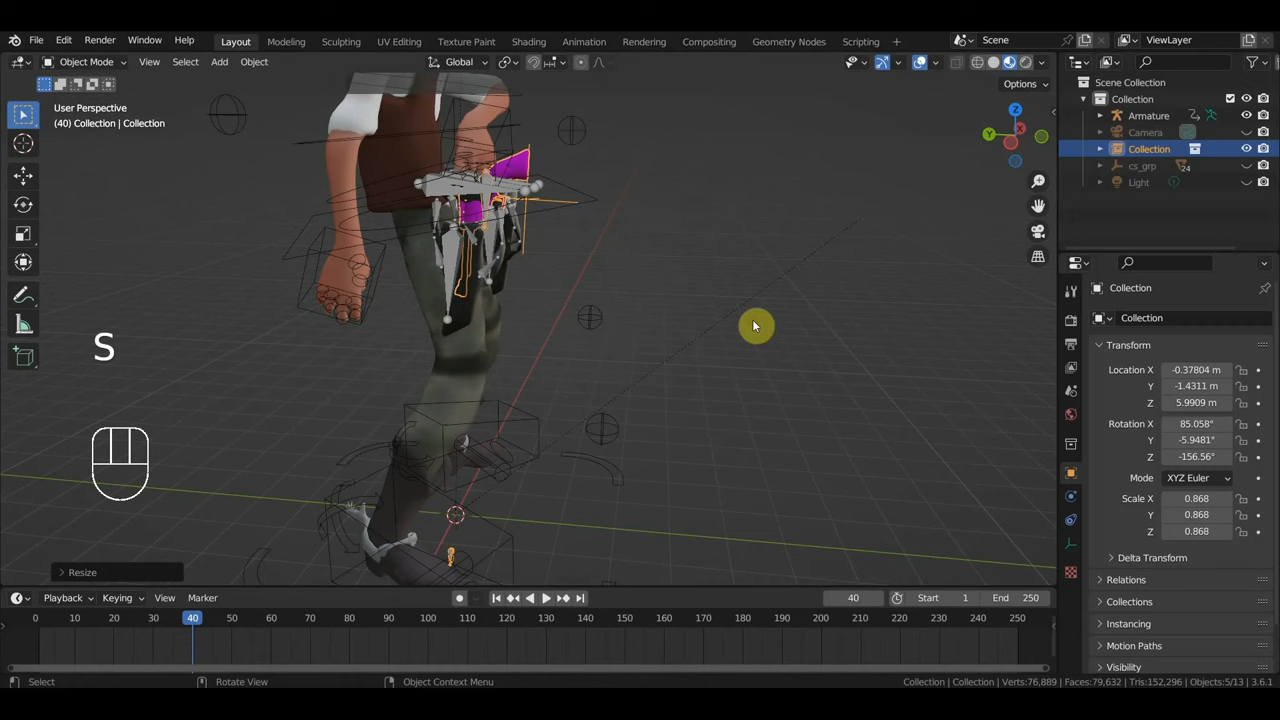 File Edit Render Window Help Layout Modeling Sculpting UV Editing Texture Paint Shading Animation Rendering Compositing Geometry Nodes Scripting + Scene ViewLayer
Object Mode View Select Add Object Global
Options
User Perspective
(40) Collection | Collection
X
Y
Z
Scene Collection
Collection
Armature
Camera
Collection
cs_grp 24
Light
Collection
Collection
Transform
Location X -0.37804 m
Y -1.4311 m
Z 5.9909 m
Rotation X 85.058°
Y -5.9481°
Z -156.56°
Mode XYZ Euler
Scale X 0.868
Y 0.868
Z 0.868
Delta Transform
Relations
Collections
Instancing
Motion Paths
Visibility
S
Resize
Playback Keying View Marker 40 Start 1 End 250
0 10 20 30 40 50 60 70 80 90 100 110 120 130 140 150 160 170 180 190 200 210 220 230 240 250
Select Rotate View Object Context Menu Collection | Collection | Verts:76,889 | Faces:79,632 | Tris:152,296 | Objects:5/13 | 3.6.1